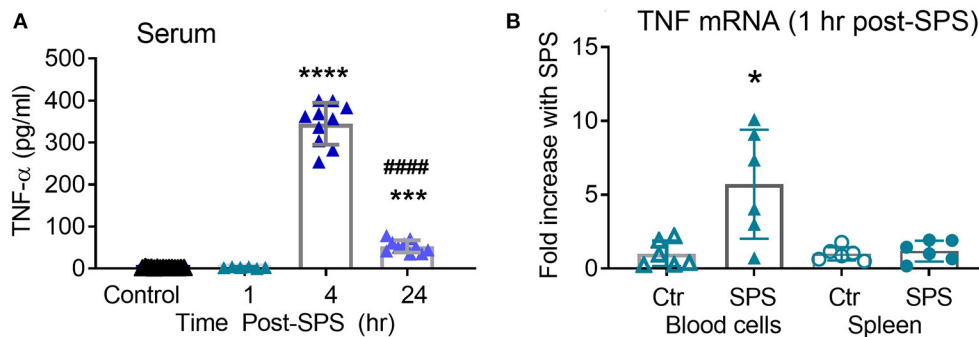 A
Serum
TNF-α (pg/ml)
500
400
300
200
100
0
****
####
***
Control 1 4 24
Time Post-SPS (hr)
B
TNF mRNA (1 hr post-SPS)
Fold increase with SPS
15
10
5
0
*
Ctr SPS Ctr SPS
Blood cells Spleen